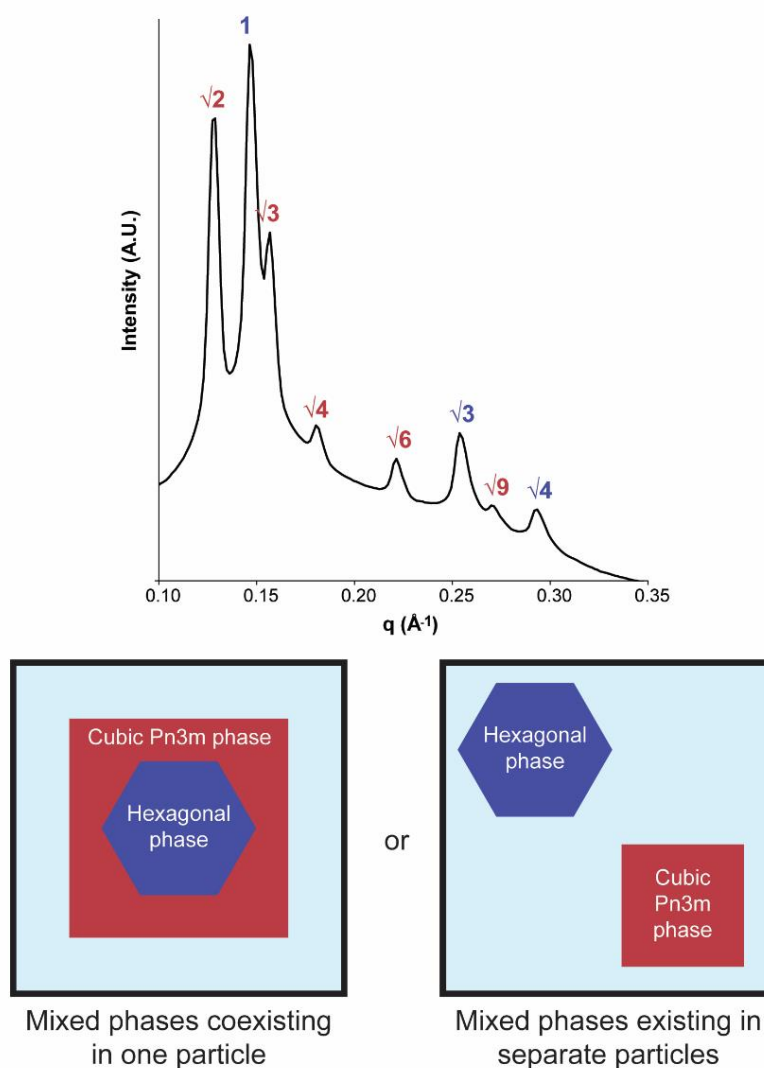 1
√2
√3
√4
√6
√3
√9
√4
Intensity (A.U.)
0.10 0.15 0.20 0.25 0.30 0.35
q (Å-1)
Cubic Pn3m phase
Hexagonal
phase
or
Hexagonal
phase
Cubic
Pn3m
phase
Mixed phases coexisting
in one particle
Mixed phases existing in
separate particles